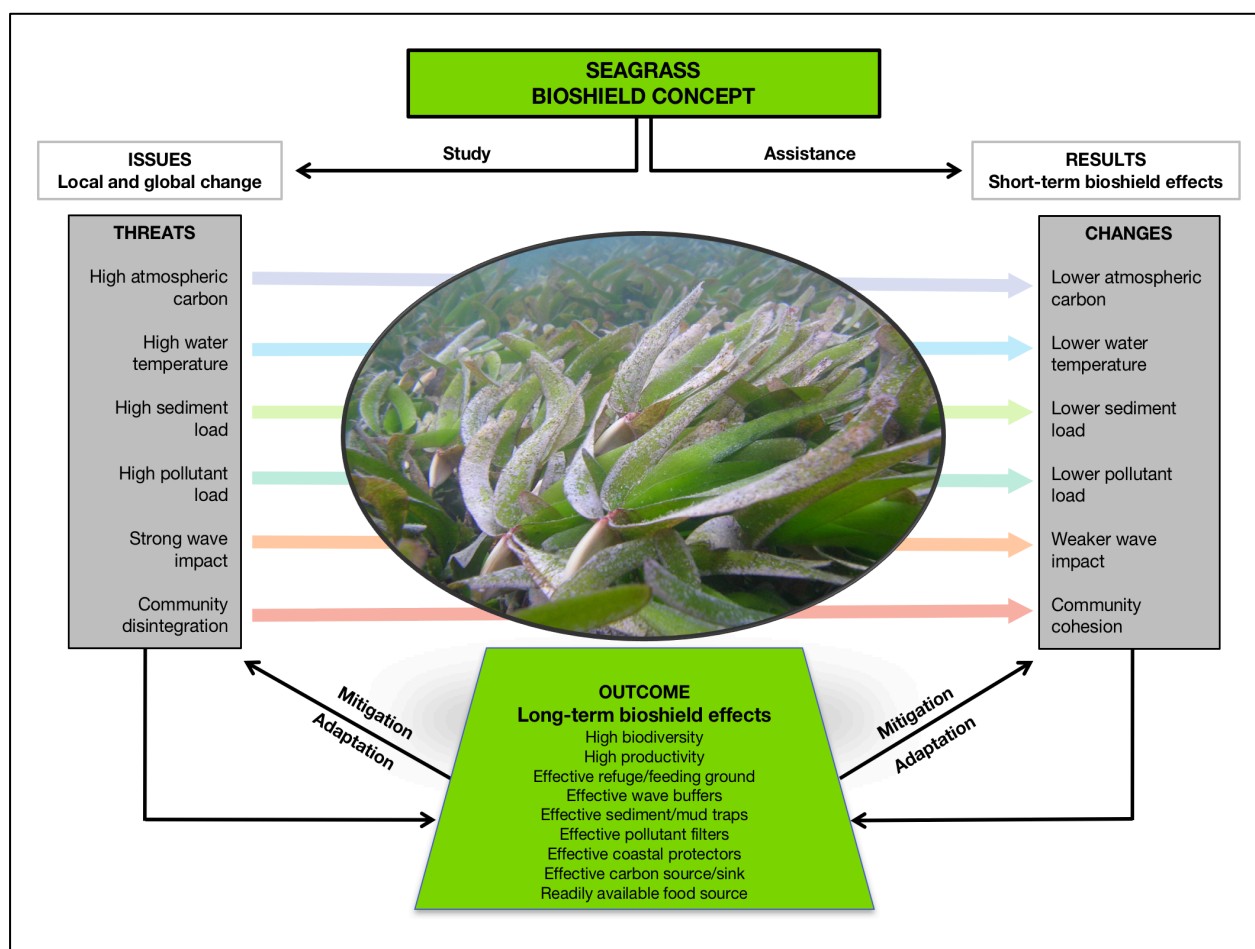 SEAGRASS
BIOSHIELD CONCEPT
Study
Assistance
ISSUES
Local and global change
RESULTS
Short-term bioshield effects
THREATS
High atmospheric
carbon
High water
temperature
High sediment
load
High pollutant
load
Strong wave
impact
Community
disintegration
CHANGES
Lower atmospheric
carbon
Lower water
temperature
Lower sediment
load
Lower pollutant
load
Weaker wave
impact
Community
cohesion
Mitigation
Adaptation
OUTCOME
Long-term bioshield effects
High biodiversity
High productivity
Effective refuge/feeding ground
Effective wave buffers
Effective sediment/mud traps
Effective pollutant filters
Effective coastal protectors
Effective carbon source/sink
Readily available food source
Mitigation
Adaptation